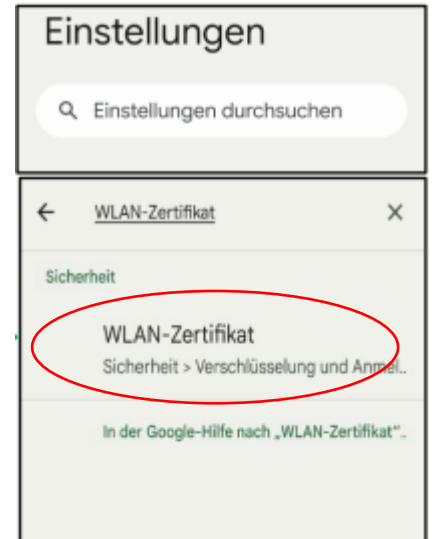 Einstellungen
Einstellungen durchsuchen
WLAN-Zertifikat
Sicherheit
WLAN-Zertifikat
Sicherheit > Verschlüsselung und Anmel..
In der Google-Hilfe nach „WLAN-Zertifikat“..